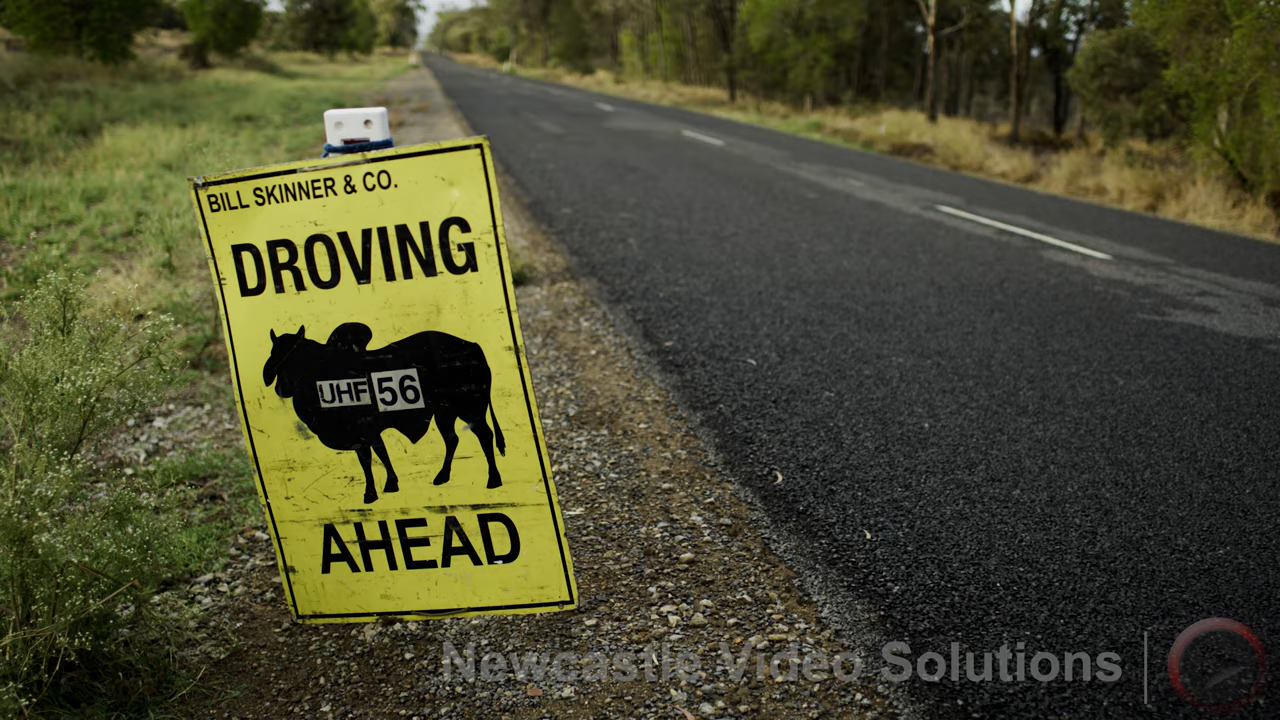 BILL SKINNER & CO.
DROVING
UHF 56
AHEAD
Newcastle Video Solutions